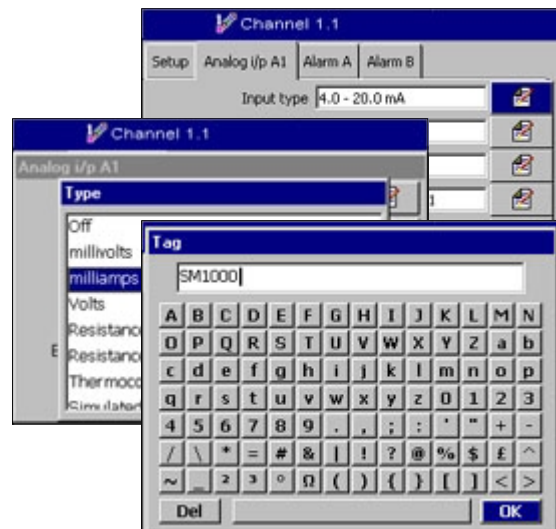 Channel 1.1
Setup Analog i/p A1 Alarm A Alarm B
Input type 4.0 - 20.0 mA
Channel 1.1
Analog i/p A1
Type
Off
millivolts
milliamps
Volts
Tag
SM1000
A B C D E F G H I J K L M N
O P Q R S T U V W X Y Z a b
c d e f g h i j k l m n o p
q r s t u v w x y z 0 1 2 3
4 5 6 7 8 9 . , ; : ' " + -
/ \ * = # & | ! ? @ % $ £ ^
~ _ ² ³ ° Ω ( ) { } [ ] < >
Del OK